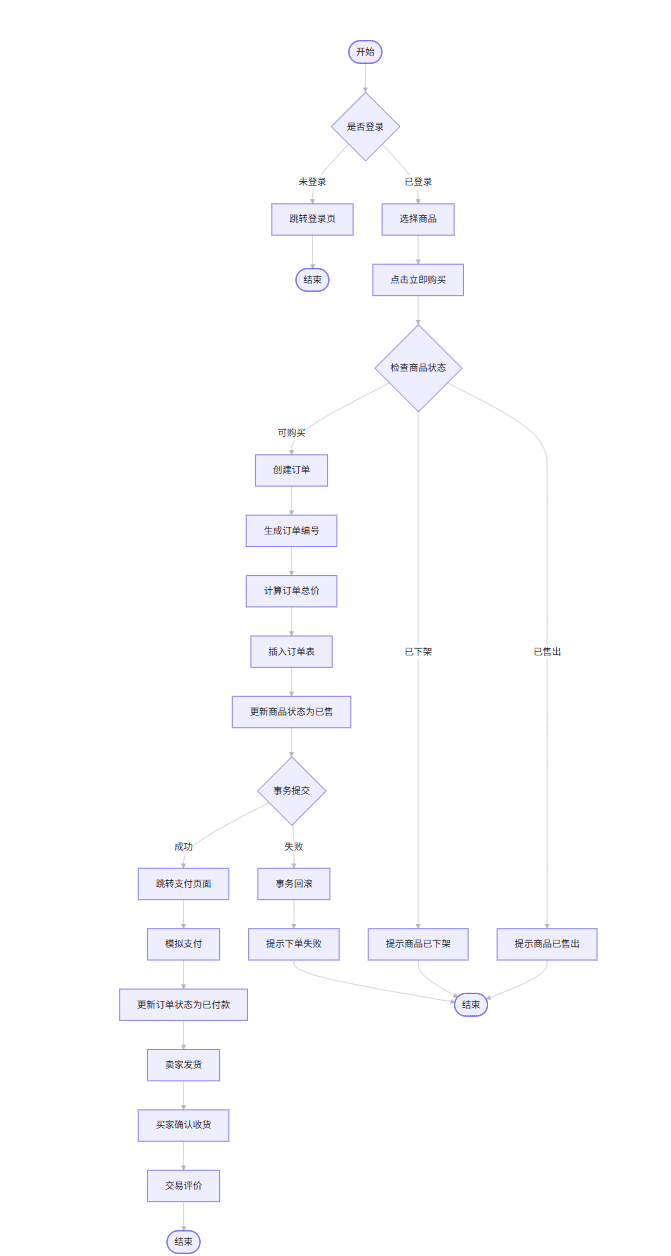 开始
是否登录
未登录
已登录
跳转登录页
选择商品
结束
点击立即购买
检查商品状态
可购买
创建订单
生成订单编号
计算订单总价
插入订单表
已下架
已售出
更新商品状态为已售
事务提交
成功
失败
跳转支付页面
事务回滚
模拟支付
提示下单失败
提示商品已下架
提示商品已售出
更新订单状态为已付款
结束
卖家发货
买家确认收货
交易评价
结束